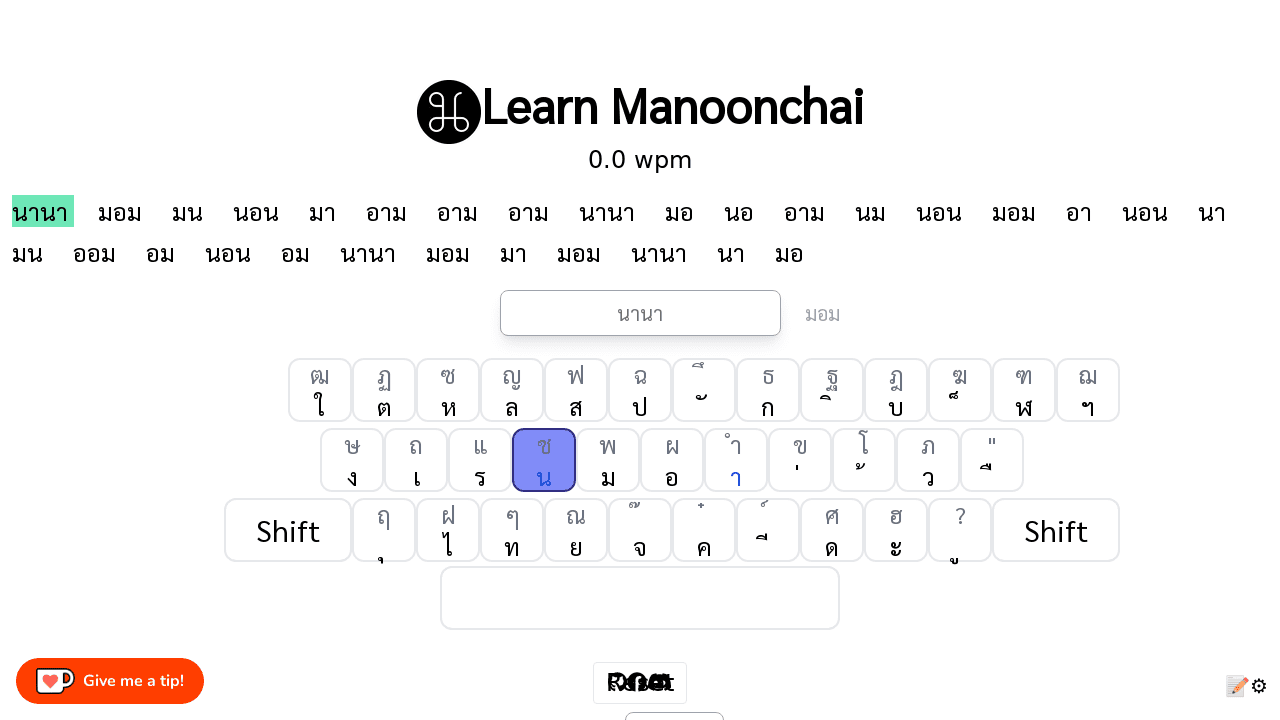 Learn Manoonchai
0.0 wpm
นานา มอม มน นอน มา อาม อาม อาม นานา มอ นอ อาม นม นอน มอม อา นอน นา
มน ออม อม นอน อม นานา มอม มา มอม นานา นา มอ
นานา มอม
ฒ ฏ ซ ญ ฟ ฉ ึ ธ ฐ ฎ ฆ ฑ ฌ
ใ ต ห ล ส ป ั ก ิ บ ็ ฬ ฯ
ษ ถ แ ช พ ผ ำ ข โ ภ "
ง เ ร น ม อ า ่ ้ ว ื
Shift ฤ ฝ ๆ ณ ๊ ๋ ์ ศ ฮ ? Shift
ุ ไ ท ย จ ค ี ด ะ ู
Give me a tip!